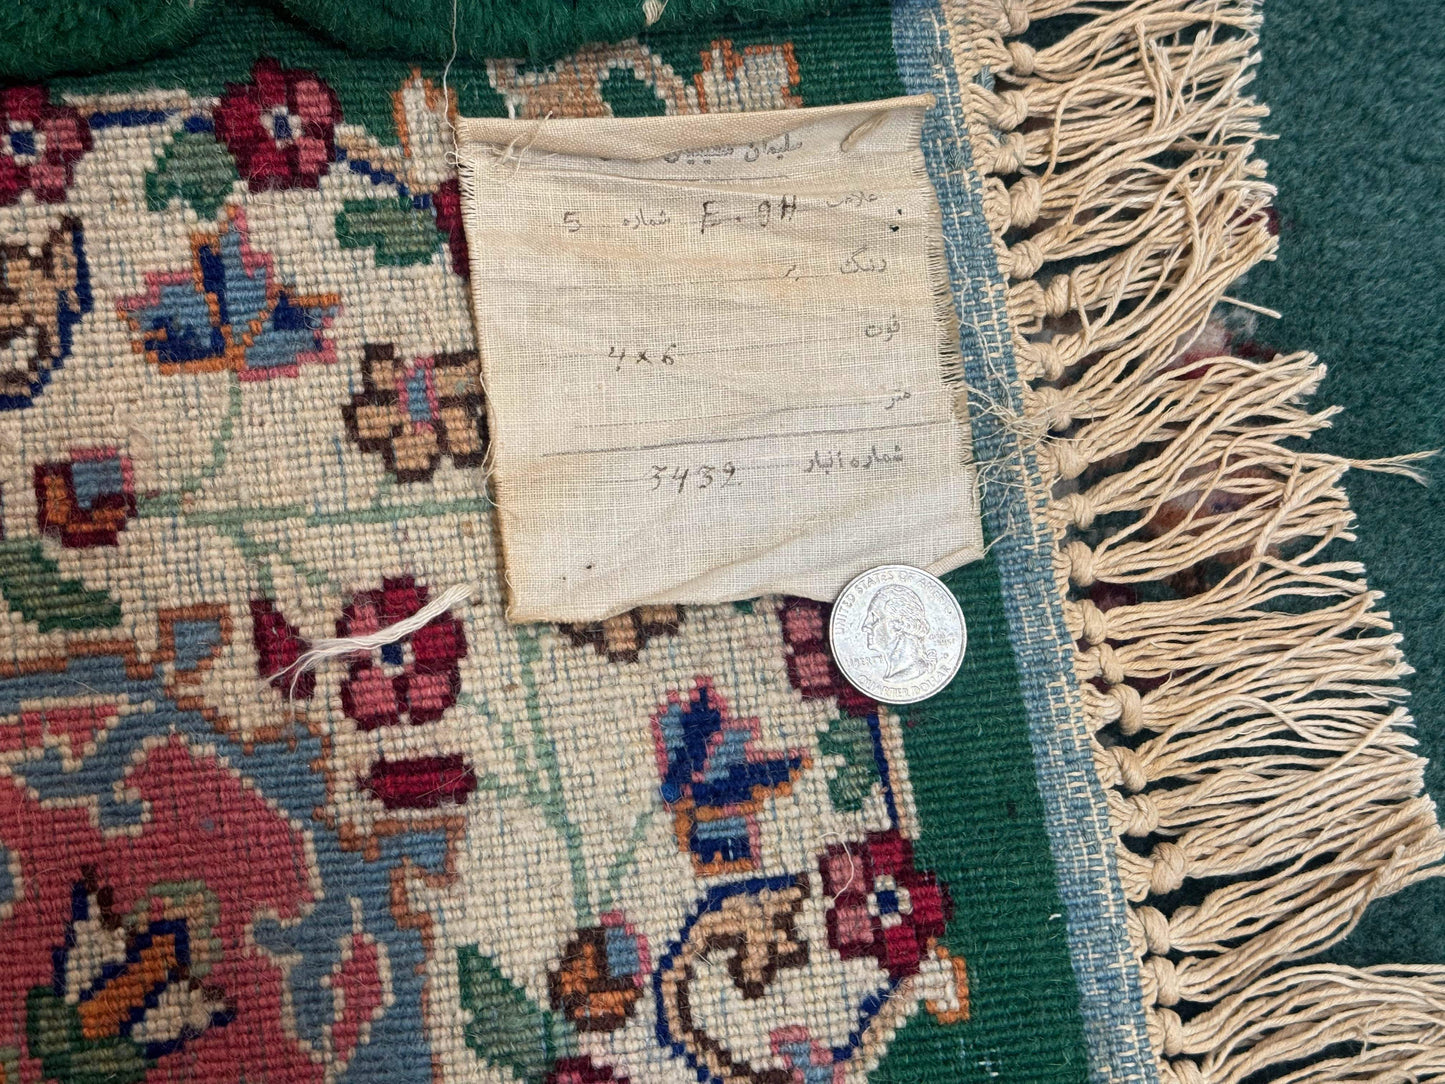 سلیمان
علامت E. 9H شماره 5
رنگ
فوت 4 x 6
متر
شماره انبار 3432
UNITED STATES OF AMERICA
LIBERTY
QUARTER DOLLAR